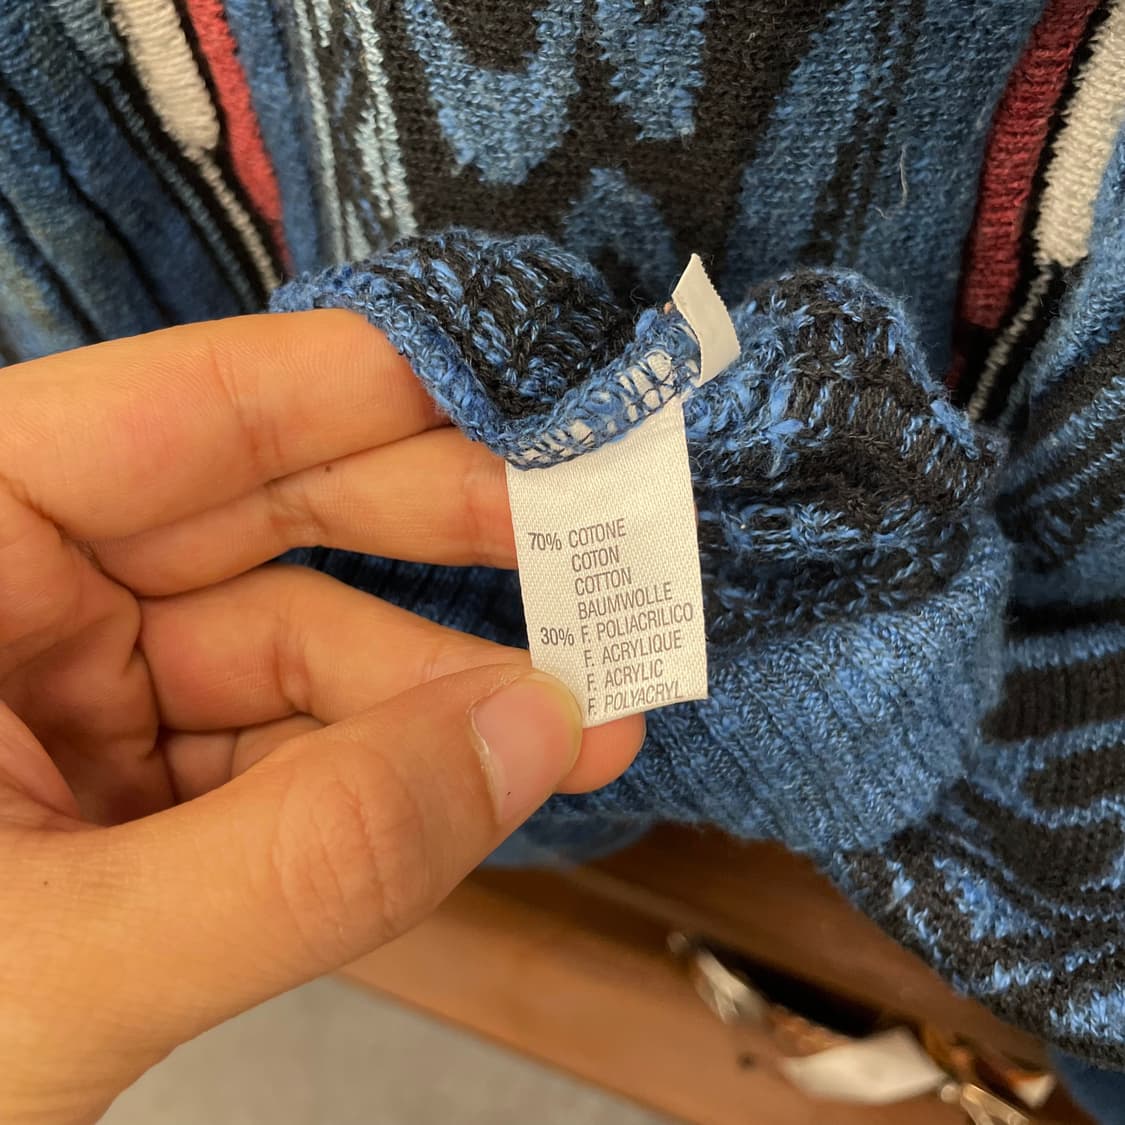 70% COTONE
COTON
COTTON
BAUMWOLLE
30% F. POLIACRILICO
F. ACRYLIQUE
F. ACRYLIC
F. POLYACRYL